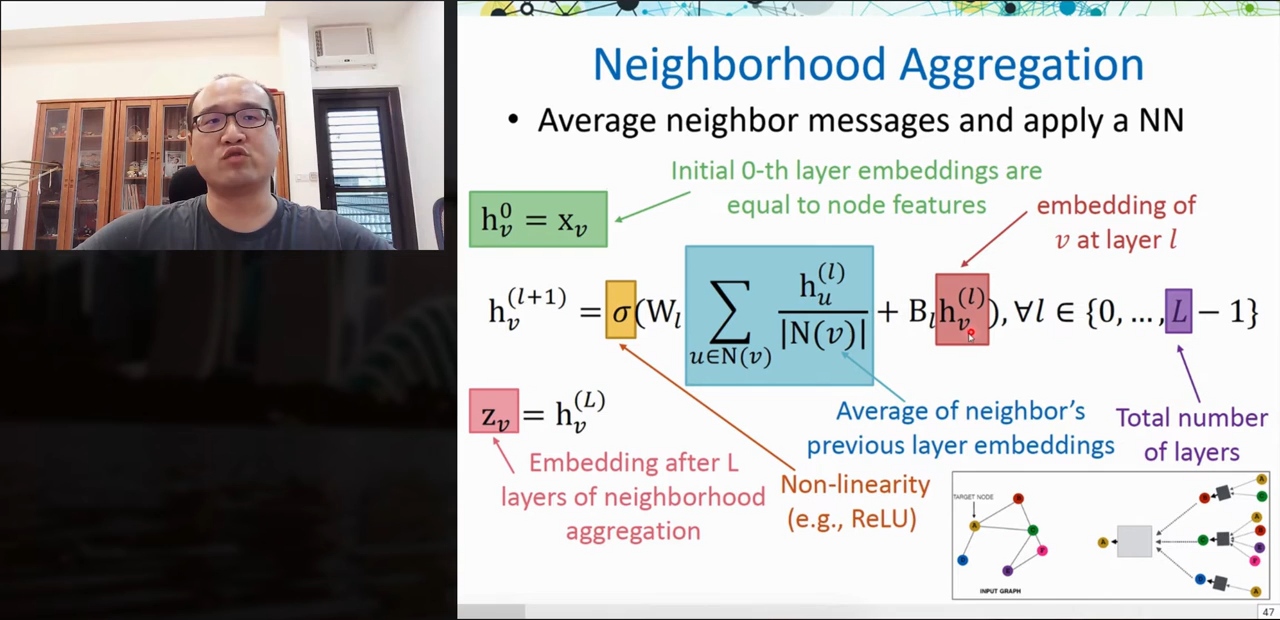 Neighborhood Aggregation
• Average neighbor messages and apply a NN
Initial 0-th layer embeddings are
equal to node features
h_v^0 = x_v
embedding of
v at layer l
h_v^{(l+1)} = σ(W_l ∑_{u∈N(v)} h_u^{(l)} / |N(v)| + B_l h_v^{(l)}), ∀l ∈ {0, …, L − 1}
z_v = h_v^{(L)}
Average of neighbor’s
previous layer embeddings
Total number
of layers
Embedding after L
layers of neighborhood
aggregation
Non-linearity
(e.g., ReLU)
TARGET NODE
A
INPUT GRAPH
47